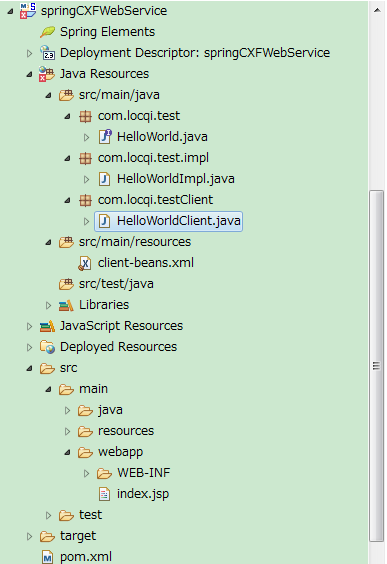 springCXFWebService
Spring Elements
Deployment Descriptor: springCXFWebService
Java Resources
src/main/java
com.locqi.test
HelloWorld.java
com.locqi.test.impl
HelloWorldImpl.java
com.locqi.testClient
HelloWorldClient.java
src/main/resources
client-beans.xml
src/test/java
Libraries
JavaScript Resources
Deployed Resources
src
main
java
resources
webapp
WEB-INF
index.jsp
test
target
pom.xml